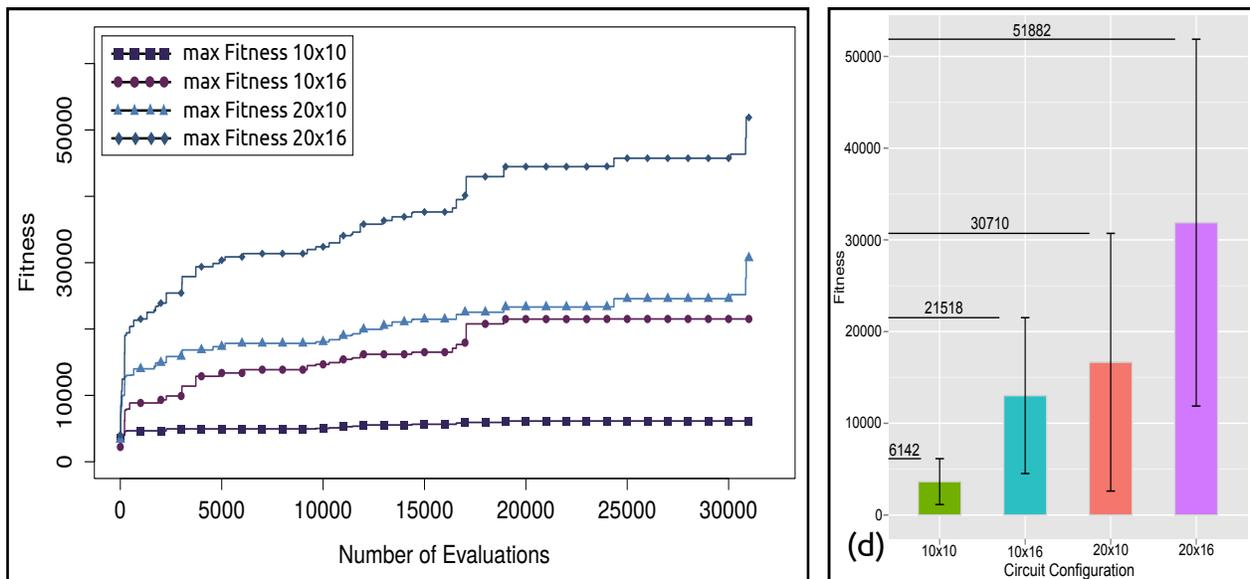 max Fitness 10x10
max Fitness 10x16
max Fitness 20x10
max Fitness 20x16
Fitness
50000
30000
10000
0
0 5000 10000 15000 20000 25000 30000
Number of Evaluations
51882
30710
21518
6142
Fitness
50000
40000
30000
20000
10000
0
(d)
10x10 10x16 20x10 20x16
Circuit Configuration